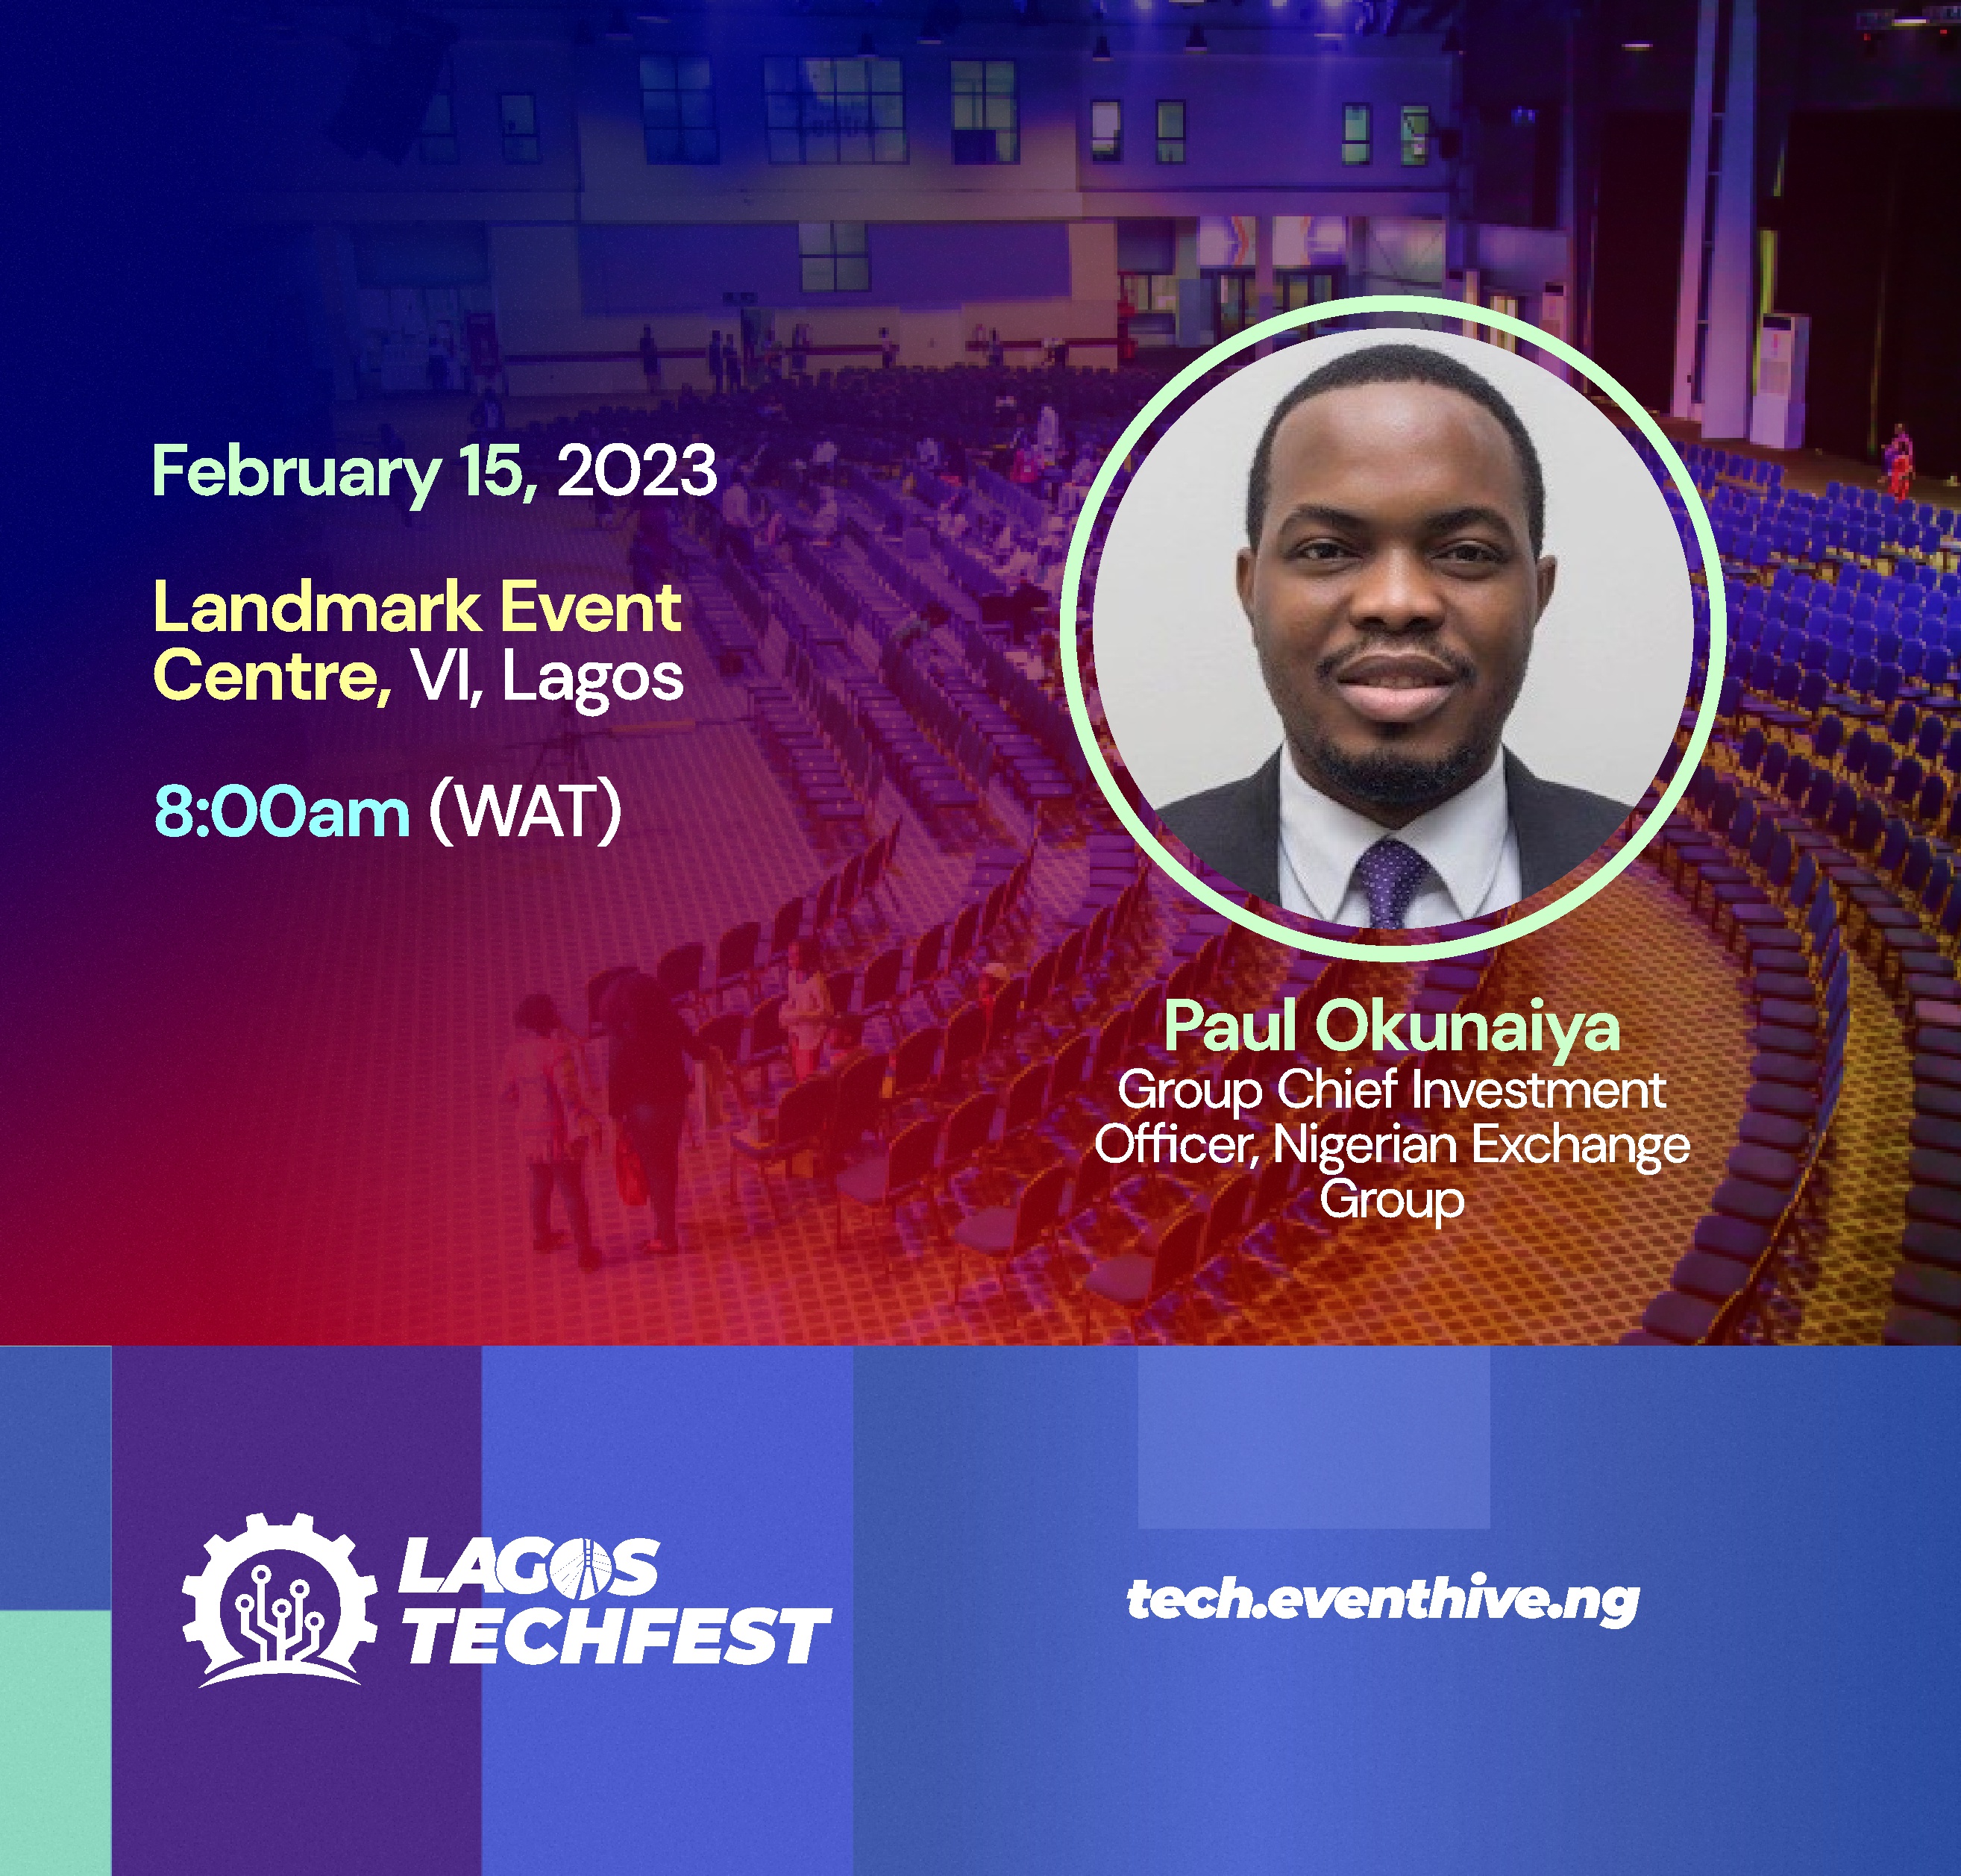 February 15, 2023
Landmark Event
Centre, VI, Lagos
8:00am (WAT)
Paul Okunaiya
Group Chief Investment
Officer, Nigerian Exchange
Group
LAGOS
TECHFEST
tech.eventhive.ng